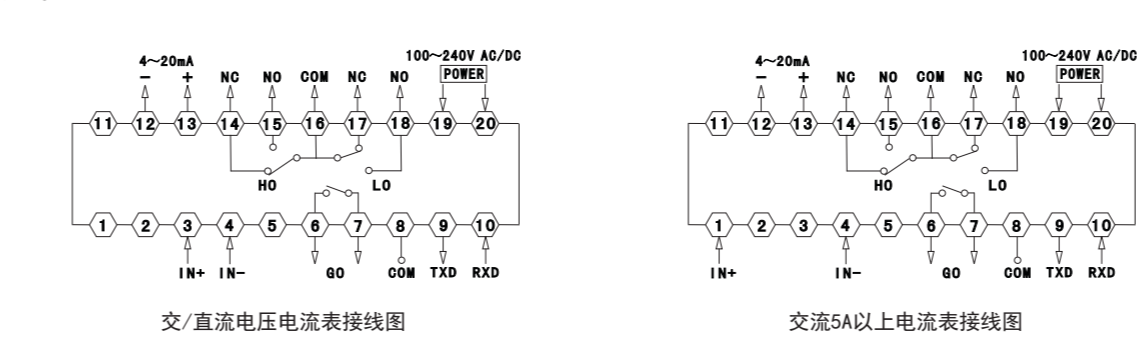 4～20mA 100～240V AC/DC
− + NC NO COM NC NO POWER
11 12 13 14 15 16 17 18 19 20
HO LO
1 2 3 4 5 6 7 8 9 10
IN+ IN− GO COM TXD RXD
交/直流电压电流表接线图
4～20mA 100～240V AC/DC
− + NC NO COM NC NO POWER
11 12 13 14 15 16 17 18 19 20
HO LO
1 2 3 4 5 6 7 8 9 10
IN+ IN− GO COM TXD RXD
交流5A以上电流表接线图